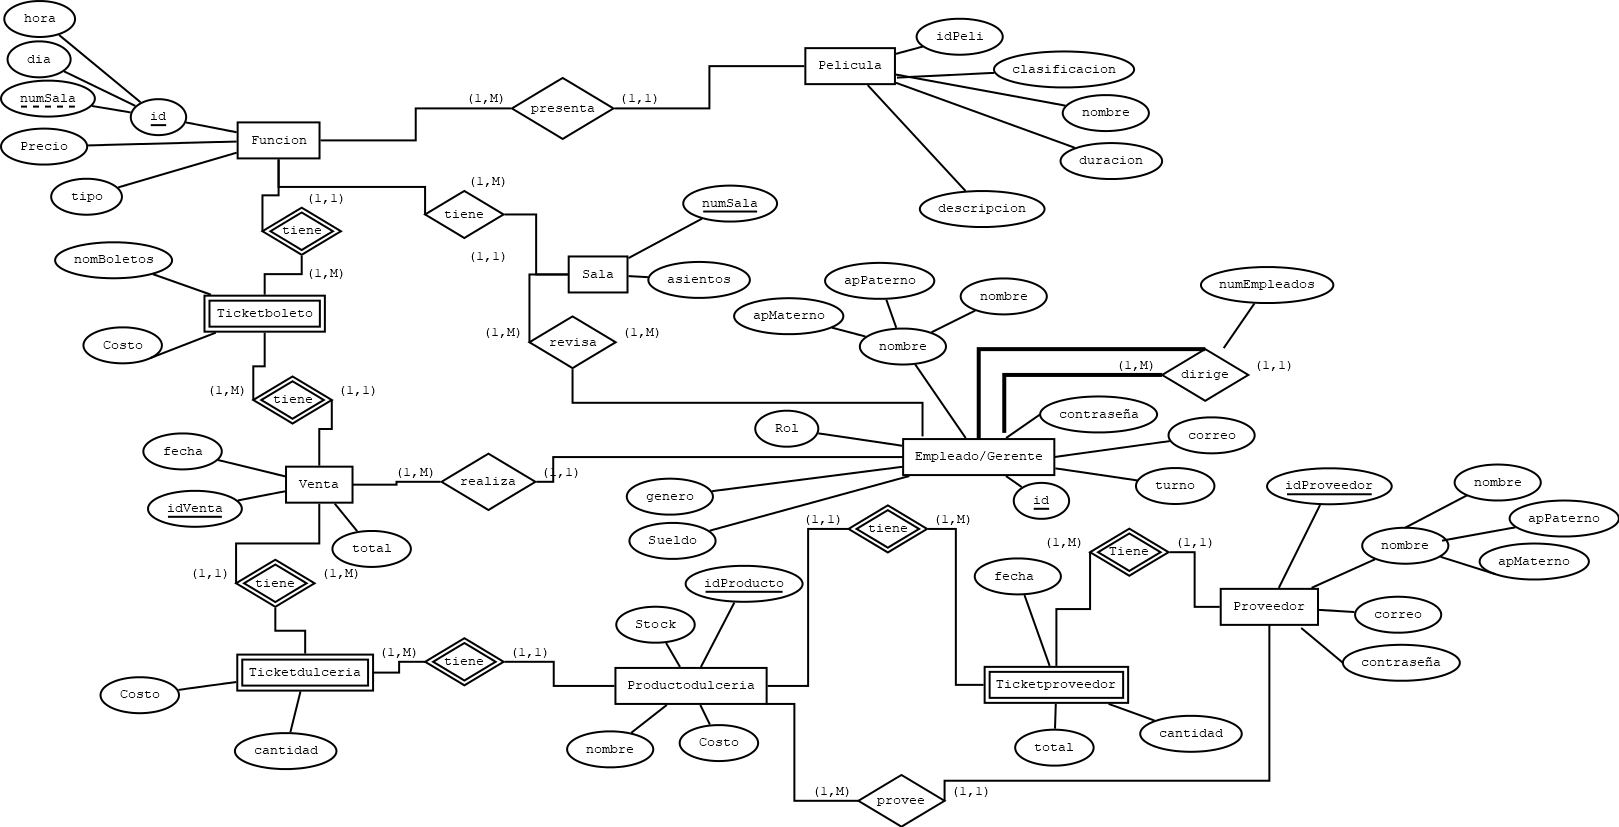 hora
dia
numSala
id
Precio
tipo
Funcion
(1,M)
presenta
(1,1)
Pelicula
idPeli
clasificacion
nombre
duracion
descripcion
(1,1)
tiene
(1,M)
(1,M)
tiene
(1,1)
numSala
Sala
asientos
nomBoletos
Ticketboleto
Costo
(1,M)
revisa
(1,M)
apPaterno
apMaterno
nombre
nombre
numEmpleados
(1,M)
dirige
(1,1)
(1,M)
tiene
(1,1)
Rol
contraseña
correo
Empleado/Gerente
turno
id
genero
Sueldo
fecha
idVenta
Venta
total
(1,M)
realiza
(1,1)
(1,1)
tiene
(1,M)
(1,1)
tiene
(1,M)
(1,M)
Tiene
(1,1)
idProveedor
nombre
apPaterno
nombre
apMaterno
Proveedor
correo
contraseña
fecha
idProducto
Stock
Ticketdulceria
Costo
cantidad
(1,M)
tiene
(1,1)
Productodulceria
nombre
Costo
Ticketproveedor
total
cantidad
(1,M)
provee
(1,1)